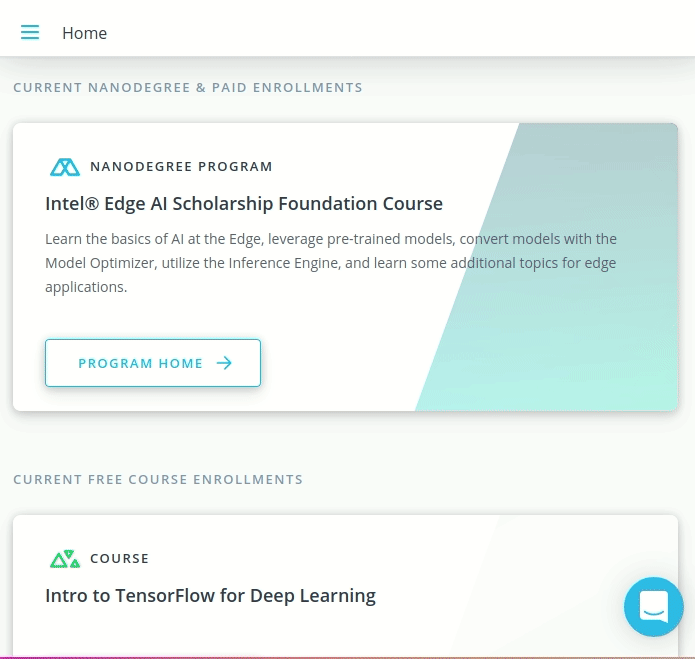 Home
CURRENT NANODEGREE & PAID ENROLLMENTS
NANODEGREE PROGRAM
Intel® Edge AI Scholarship Foundation Course
Learn the basics of AI at the Edge, leverage pre-trained models, convert models with the
Model Optimizer, utilize the Inference Engine, and learn some additional topics for edge
applications.
PROGRAM HOME
CURRENT FREE COURSE ENROLLMENTS
COURSE
Intro to TensorFlow for Deep Learning